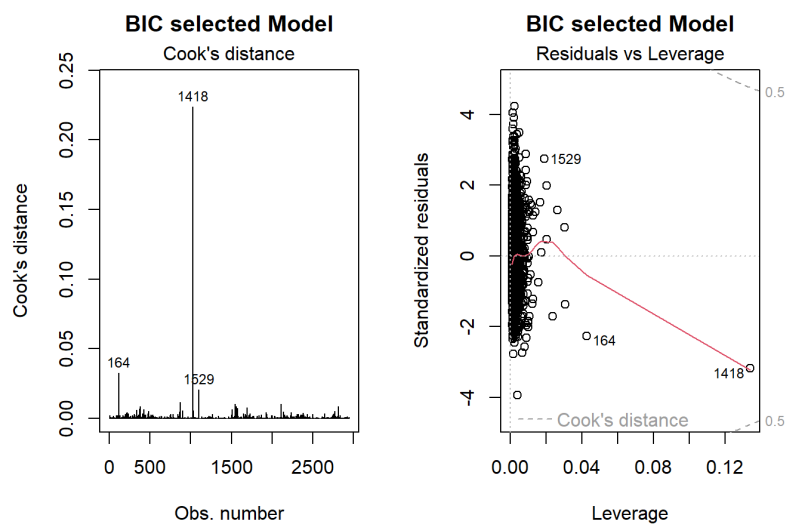 BIC selected Model
Cook's distance
Cook's distance
0.25
0.20
0.15
0.10
0.05
0.00
1418
164
1529
0 500 1500 2500
Obs. number
BIC selected Model
Residuals vs Leverage
Standardized residuals
4
2
0
-2
-4
0.5
1529
164
1418
Cook's distance
0.5
0.00 0.04 0.08 0.12
Leverage